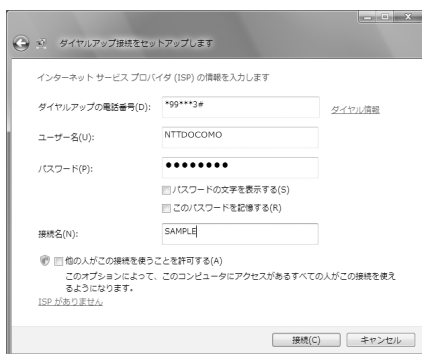 ダイヤルアップ接続をセットアップします
インターネット サービス プロバイダ (ISP) の情報を入力します
ダイヤルアップの電話番号(D):
*99***3#
ダイヤル情報
ユーザー名(U):
NTTDOCOMO
パスワード(P):
●●●●●●●●
パスワードの文字を表示する(S)
このパスワードを記憶する(R)
接続名(N):
SAMPLE
他の人がこの接続を使うことを許可する(A)
このオプションによって、このコンピュータにアクセスがあるすべての人がこの接続を使え
るようになります。
ISP がありません
接続(C)
キャンセル